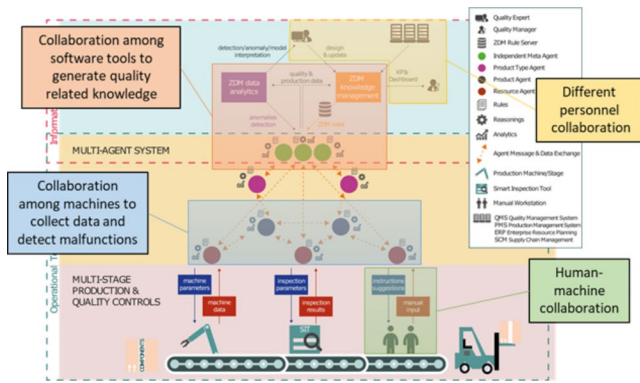 Collaboration among
software tools to
generate quality
related knowledge
detection/anomaly/model
interpretation
design
& update
ZDM data
analytics
quality &
production data
ZDM
knowledge
management
KPI&
Dashboard
anomalies
detection
ZDM rules
Different
personnel
collaboration
MULTI-AGENT SYSTEM
Collaboration
among machines to
collect data and
detect malfunctions
MULTI-STAGE
PRODUCTION &
QUALITY CONTROLS
machine
parameters
machine
data
inspection
parameters
inspection
results
instructions
suggestions
manual
input
Human-
machine
collaboration
SIT
COMPONENTS
Quality Expert
Quality Manager
ZDM Rule Server
Independent Meta Agent
Product Type Agent
Product Agent
Resource Agent
Rules
Reasonings
Analytics
Agent Message & Data Exchange
Production Machine/Stage
Smart Inspection Tool
Manual Workstation
QMS Quality Management System
PMS Production Management System
ERP Enterprise Resource Planning
SCM Supply Chain Management